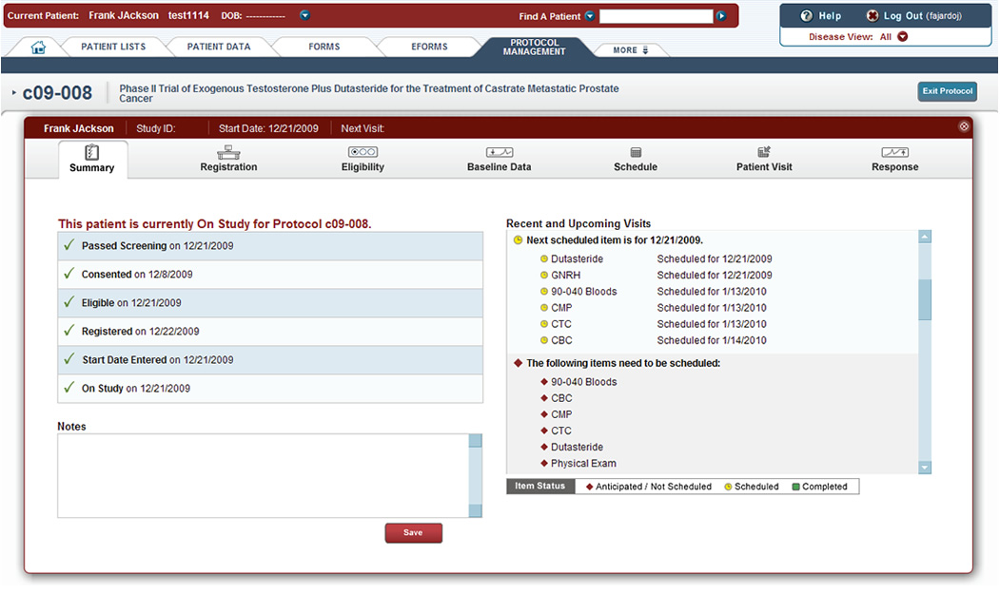 Current Patient: Frank JAckson test1114 DOB: ------------
Find A Patient
Help Log Out (fajardoj)
Disease View: All
PATIENT LISTS PATIENT DATA FORMS EFORMS PROTOCOL MANAGEMENT MORE
c09-008
Phase II Trial of Exogenous Testosterone Plus Dutasteride for the Treatment of Castrate Metastatic Prostate
Cancer
Exit Protocol
Frank JAckson Study ID: Start Date: 12/21/2009 Next Visit:
Summary Registration Eligibility Baseline Data Schedule Patient Visit Response
This patient is currently On Study for Protocol c09-008.
Passed Screening on 12/21/2009
Consented on 12/8/2009
Eligible on 12/21/2009
Registered on 12/22/2009
Start Date Entered on 12/21/2009
On Study on 12/21/2009
Notes
Save
Recent and Upcoming Visits
Next scheduled item is for 12/21/2009.
Dutasteride Scheduled for 12/21/2009
GNRH Scheduled for 12/21/2009
90-040 Bloods Scheduled for 1/13/2010
CMP Scheduled for 1/13/2010
CTC Scheduled for 1/13/2010
CBC Scheduled for 1/14/2010
The following items need to be scheduled:
90-040 Bloods
CBC
CMP
CTC
Dutasteride
Physical Exam
Item Status Anticipated / Not Scheduled Scheduled Completed